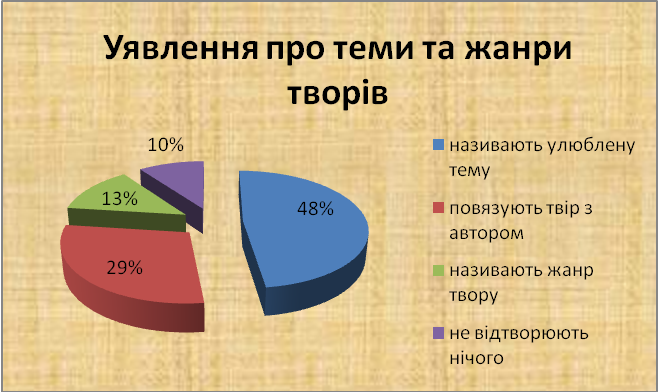 Уявлення про теми та жанри
творів
10%
48%
13%
29%
називають улюблену
тему
повязують твір з
автором
називають жанр
твору
не відтворюють
нічого